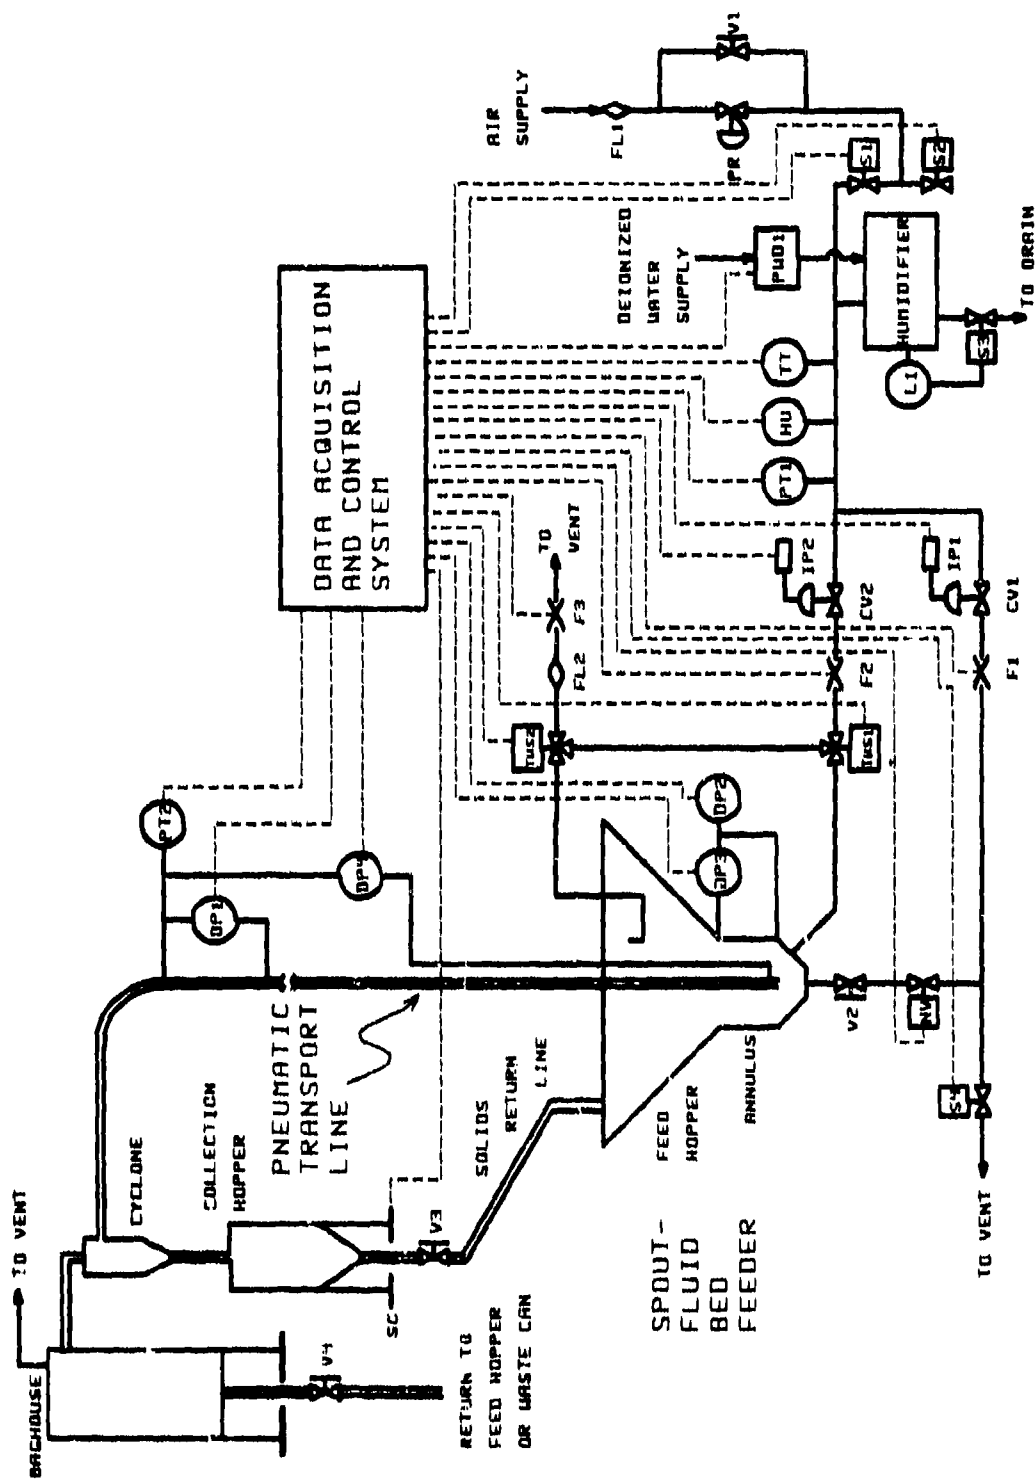 BAGHOUSE
TO VENT
CYCLONE
COLLECTION
HOPPER
PNEUMATIC
TRANSPORT
LINE
PT2
DP1
DP4
DATA ACQUISITION
AND CONTROL
SYSTEM
V4
SC
V3
RETURN TO
FEED HOPPER
OR WASTE CAN
SOLIDS
RETURN
LINE
SPOUT-
FLUID
BED
FEEDER
FEED
HOPPER
ANNULUS
DP3
DP2
TWS2
FL2
F3
TO
VENT
AIR
SUPPLY
FL1
PR
V1
DEIONIZED
WATER
SUPPLY
PWD1
PT1
HU
TT
IP2
CV2
F2
TWS1
V2
NV
S4
IP1
CV1
F1
LI
HUMIDIFIER
S1
S2
S3
TO VENT
TO DRAIN